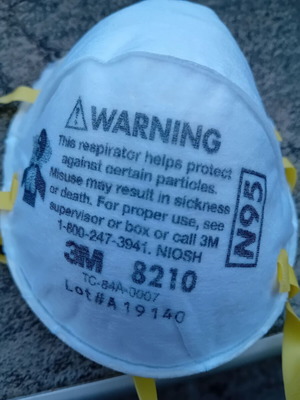 ⚠WARNING
This respirator helps protect
against certain particles.
Misuse may result in sickness
or death. For proper use, see
supervisor or box or call 3M
1-800-247-3941. NIOSH
N95
3M 8210
TC-84A-0007
Lot#A19140